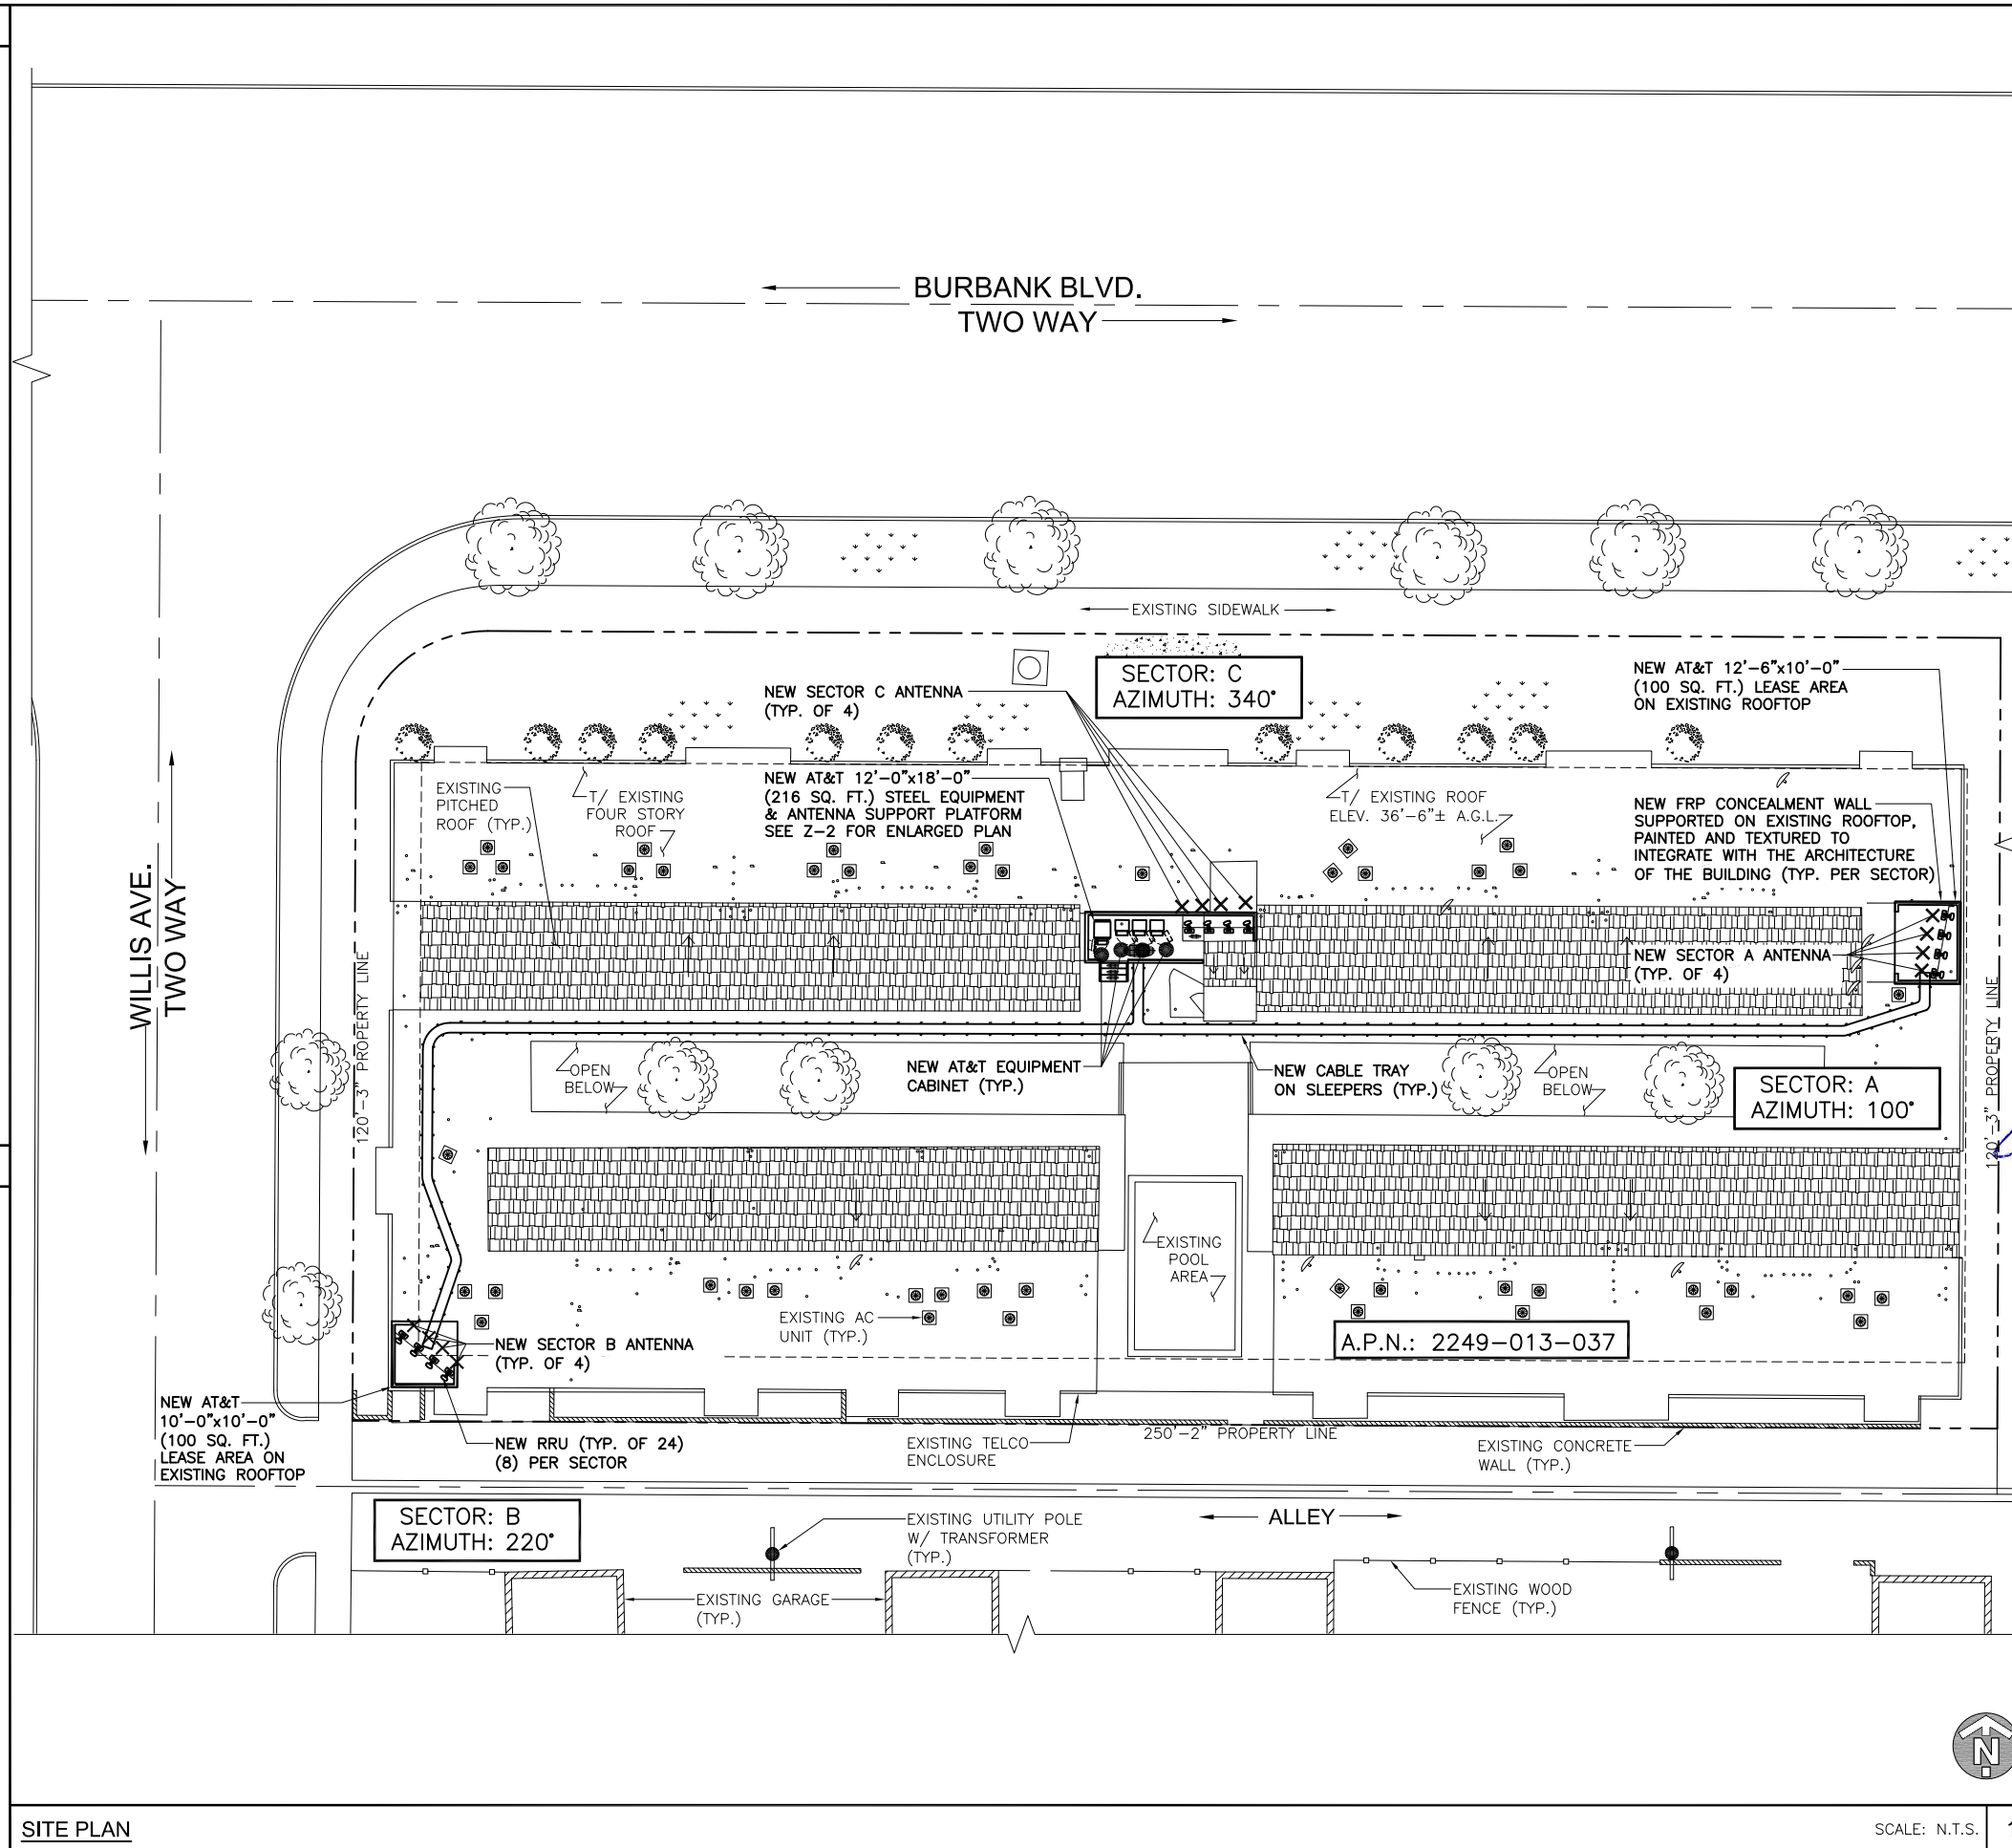 BURBANK BLVD.
TWO WAY
WILLIS AVE.
TWO WAY
EXISTING SIDEWALK
SECTOR: C
AZIMUTH: 340°
NEW SECTOR C ANTENNA
(TYP. OF 4)
NEW AT&T 12'-6"x10'-0"
(100 SQ. FT.) LEASE AREA
ON EXISTING ROOFTOP
EXISTING
PITCHED
ROOF (TYP.)
T/ EXISTING
FOUR STORY
ROOF
NEW AT&T 12'-0"x18'-0"
(216 SQ. FT.) STEEL EQUIPMENT
& ANTENNA SUPPORT PLATFORM
SEE Z-2 FOR ENLARGED PLAN
T/ EXISTING ROOF
ELEV. 36'-6"± A.G.L.
NEW FRP CONCEALMENT WALL
SUPPORTED ON EXISTING ROOFTOP,
PAINTED AND TEXTURED TO
INTEGRATE WITH THE ARCHITECTURE
OF THE BUILDING (TYP. PER SECTOR)
NEW SECTOR A ANTENNA
(TYP. OF 4)
120'-3" PROPERTY LINE
120'-3" PROPERTY LINE
OPEN
BELOW
NEW AT&T EQUIPMENT
CABINET (TYP.)
NEW CABLE TRAY
ON SLEEPERS (TYP.)
OPEN
BELOW
SECTOR: A
AZIMUTH: 100°
EXISTING
POOL
AREA
EXISTING AC
UNIT (TYP.)
A.P.N.: 2249-013-037
NEW SECTOR B ANTENNA
(TYP. OF 4)
NEW AT&T
10'-0"x10'-0"
(100 SQ. FT.)
LEASE AREA ON
EXISTING ROOFTOP
NEW RRU (TYP. OF 24)
(8) PER SECTOR
EXISTING TELCO
ENCLOSURE
250'-2" PROPERTY LINE
EXISTING CONCRETE
WALL (TYP.)
SECTOR: B
AZIMUTH: 220°
EXISTING UTILITY POLE
W/ TRANSFORMER
(TYP.)
ALLEY
EXISTING GARAGE
(TYP.)
EXISTING WOOD
FENCE (TYP.)
N
SITE PLAN
SCALE: N.T.S.